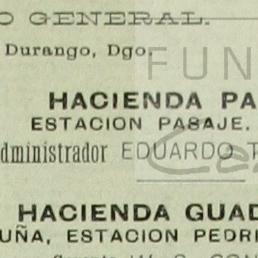 O GENERAL.
Durango, Dgo.
FUN
HACIENDA PA
ESTACION PASAJE.
dministrador EDUARDO T
HACIENDA GUAD
UÑA, ESTACION PEDRI